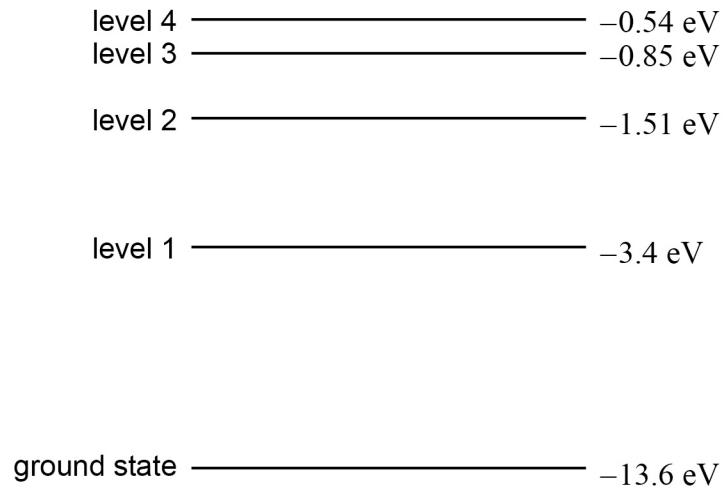 level 4 −0.54 eV
level 3 −0.85 eV
level 2 −1.51 eV
level 1 −3.4 eV
ground state −13.6 eV